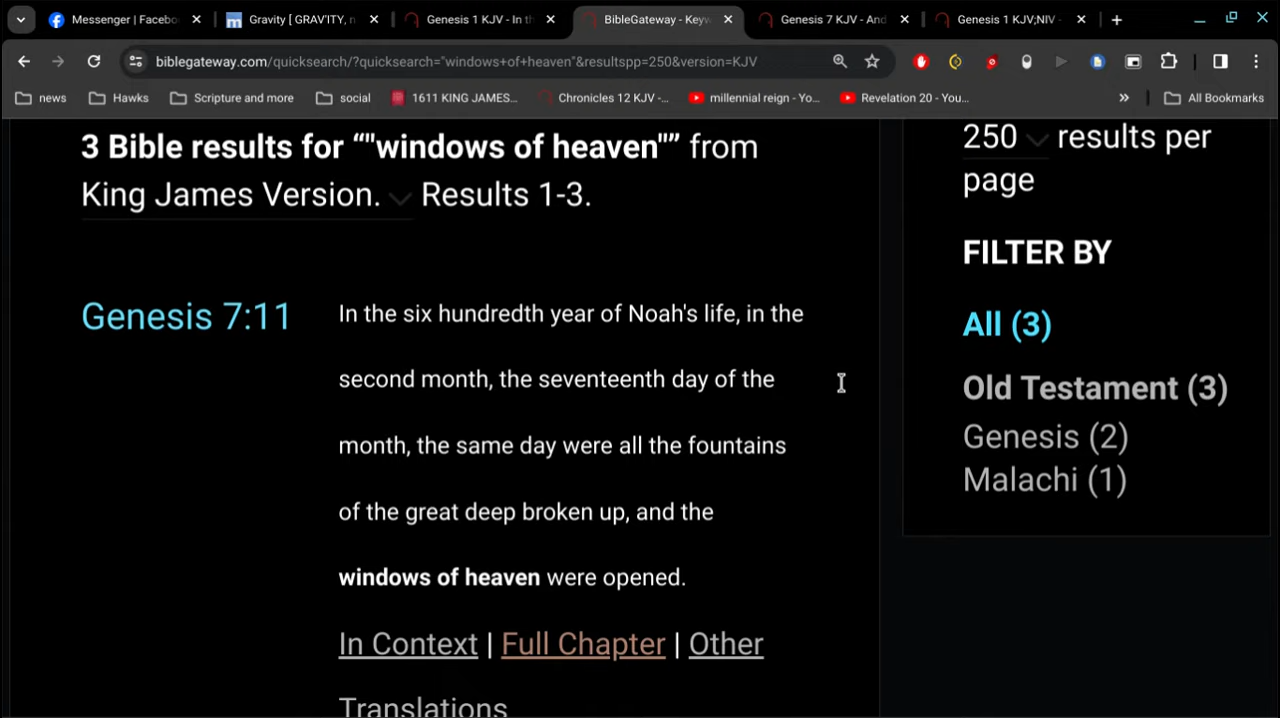 Messenger | Facebo
Gravity [ GRAV'ITY, n
Genesis 1 KJV - In th
BibleGateway - Keyw
Genesis 7 KJV - And
Genesis 1 KJV;NIV -
biblegateway.com/quicksearch/?quicksearch="windows+of+heaven"&resultspp=250&version=KJV
news
Hawks
Scripture and more
social
1611 KING JAMES...
Chronicles 12 KJV -...
millennial reign - Yo...
Revelation 20 - You...
»
All Bookmarks
3 Bible results for “"windows of heaven"” from
King James Version. Results 1-3.
Genesis 7:11
In the six hundredth year of Noah's life, in the
second month, the seventeenth day of the
month, the same day were all the fountains
of the great deep broken up, and the
windows of heaven were opened.
In Context | Full Chapter | Other
Translations
250 results per
page
FILTER BY
All (3)
Old Testament (3)
Genesis (2)
Malachi (1)